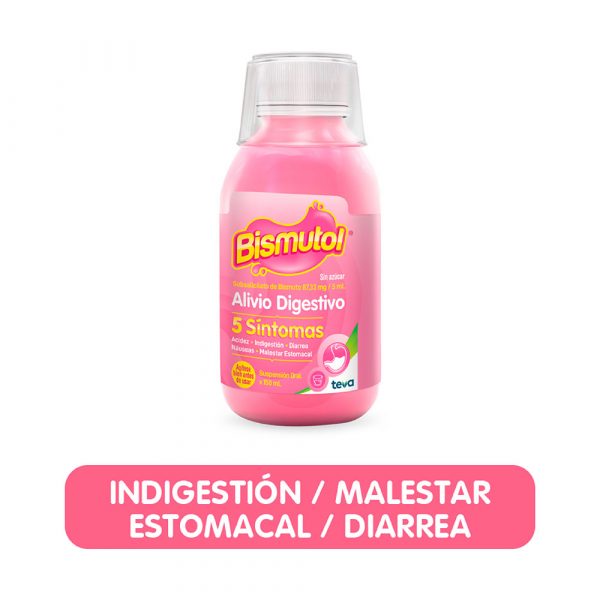 Bismutol®
Sin azúcar
Subsalicilato de Bismuto 87,33 mg / 5 mL
Alivio Digestivo
5 Síntomas
Acidez • Indigestión • Diarrea
Náuseas • Malestar Estomacal
Agítese
bien antes
de usar
Suspensión Oral
x 150 mL
teva
INDIGESTIÓN / MALESTAR
ESTOMACAL / DIARREA